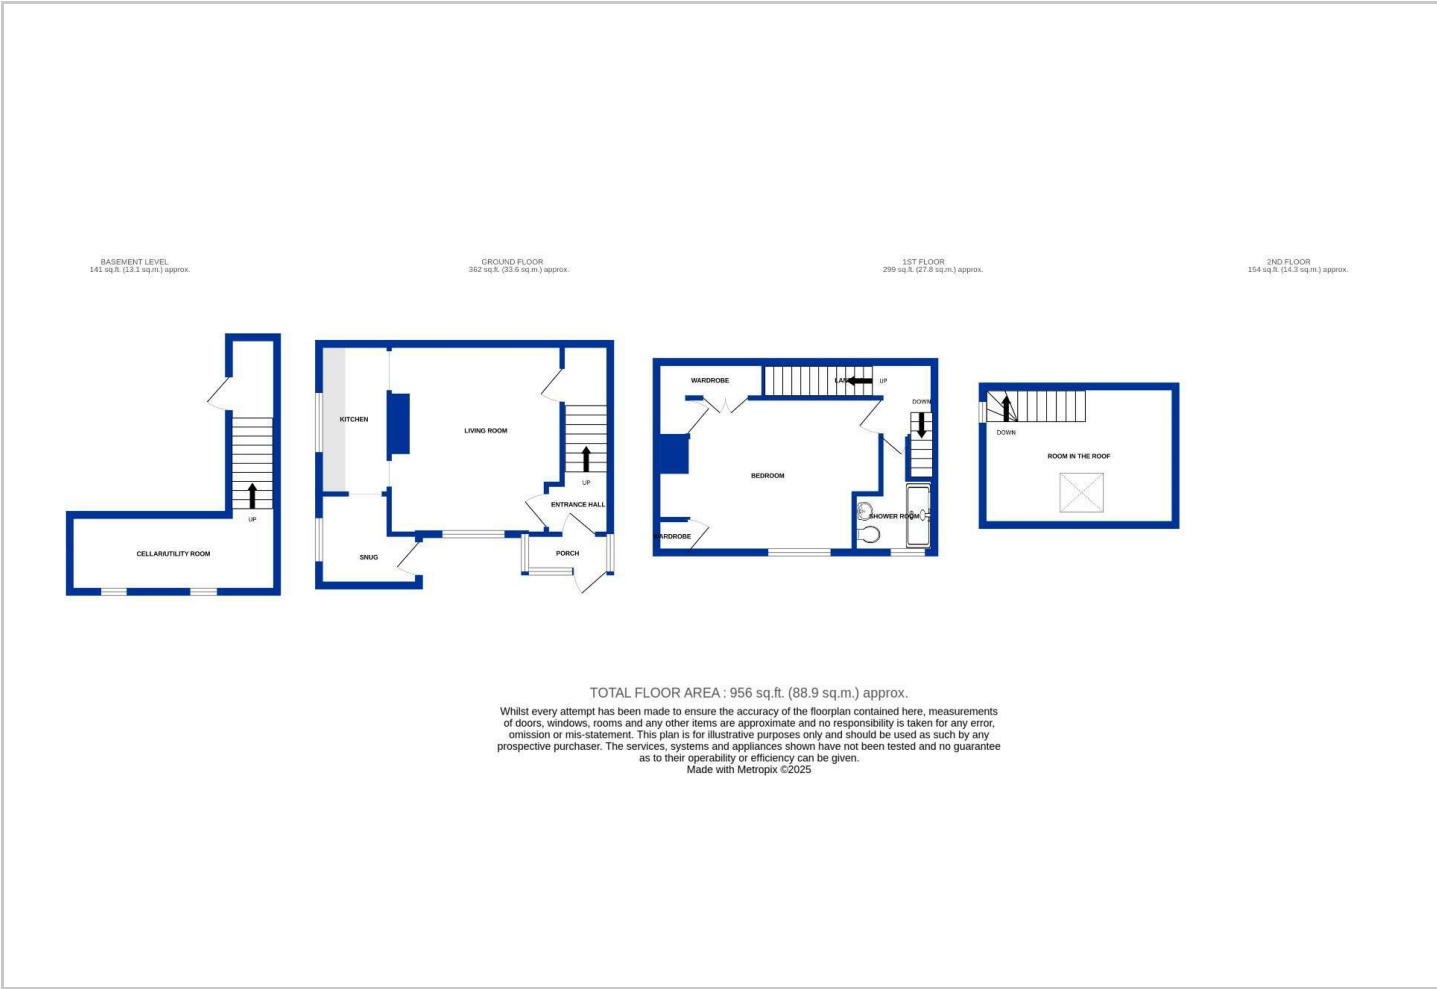 BASEMENT LEVEL
141 sq.ft. (13.1 sq.m.) approx.
GROUND FLOOR
362 sq.ft. (33.6 sq.m.) approx.
1ST FLOOR
299 sq.ft. (27.8 sq.m.) approx.
2ND FLOOR
154 sq.ft. (14.3 sq.m.) approx.
UP
CELLAR/UTILITY ROOM
KITCHEN
LIVING ROOM
UP
ENTRANCE HALL
SNUG
PORCH
WARDROBE
UP
DOWN
BEDROOM
SHOWER ROOM
WARDROBE
DOWN
ROOM IN THE ROOF
TOTAL FLOOR AREA : 956 sq.ft. (88.9 sq.m.) approx.
Whilst every attempt has been made to ensure the accuracy of the floorplan contained here, measurements
of doors, windows, rooms and any other items are approximate and no responsibility is taken for any error,
omission or mis-statement. This plan is for illustrative purposes only and should be used as such by any
prospective purchaser. The services, systems and appliances shown have not been tested and no guarantee
as to their operability or efficiency can be given.
Made with Metropix ©2025